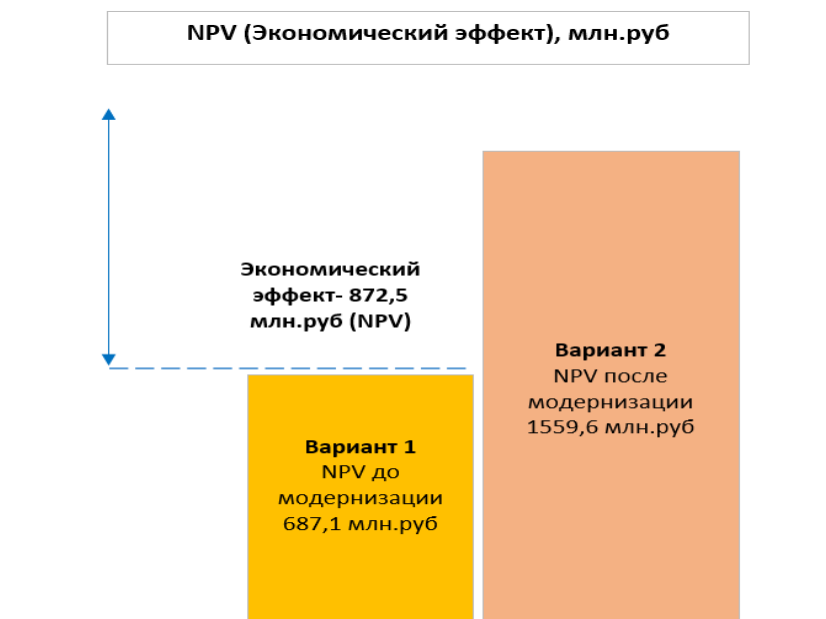 NPV (Экономический эффект), млн.руб
Экономический
эффект- 872,5
млн.руб (NPV)
Вариант 1
NPV до
модернизации
687,1 млн.руб
Вариант 2
NPV после
модернизации
1559,6 млн.руб